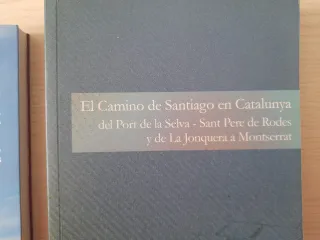 El Camino de Santiago en Catalunya
del Port de la Selva - Sant Pere de Rodes
y de La Jonquera a Montserrat